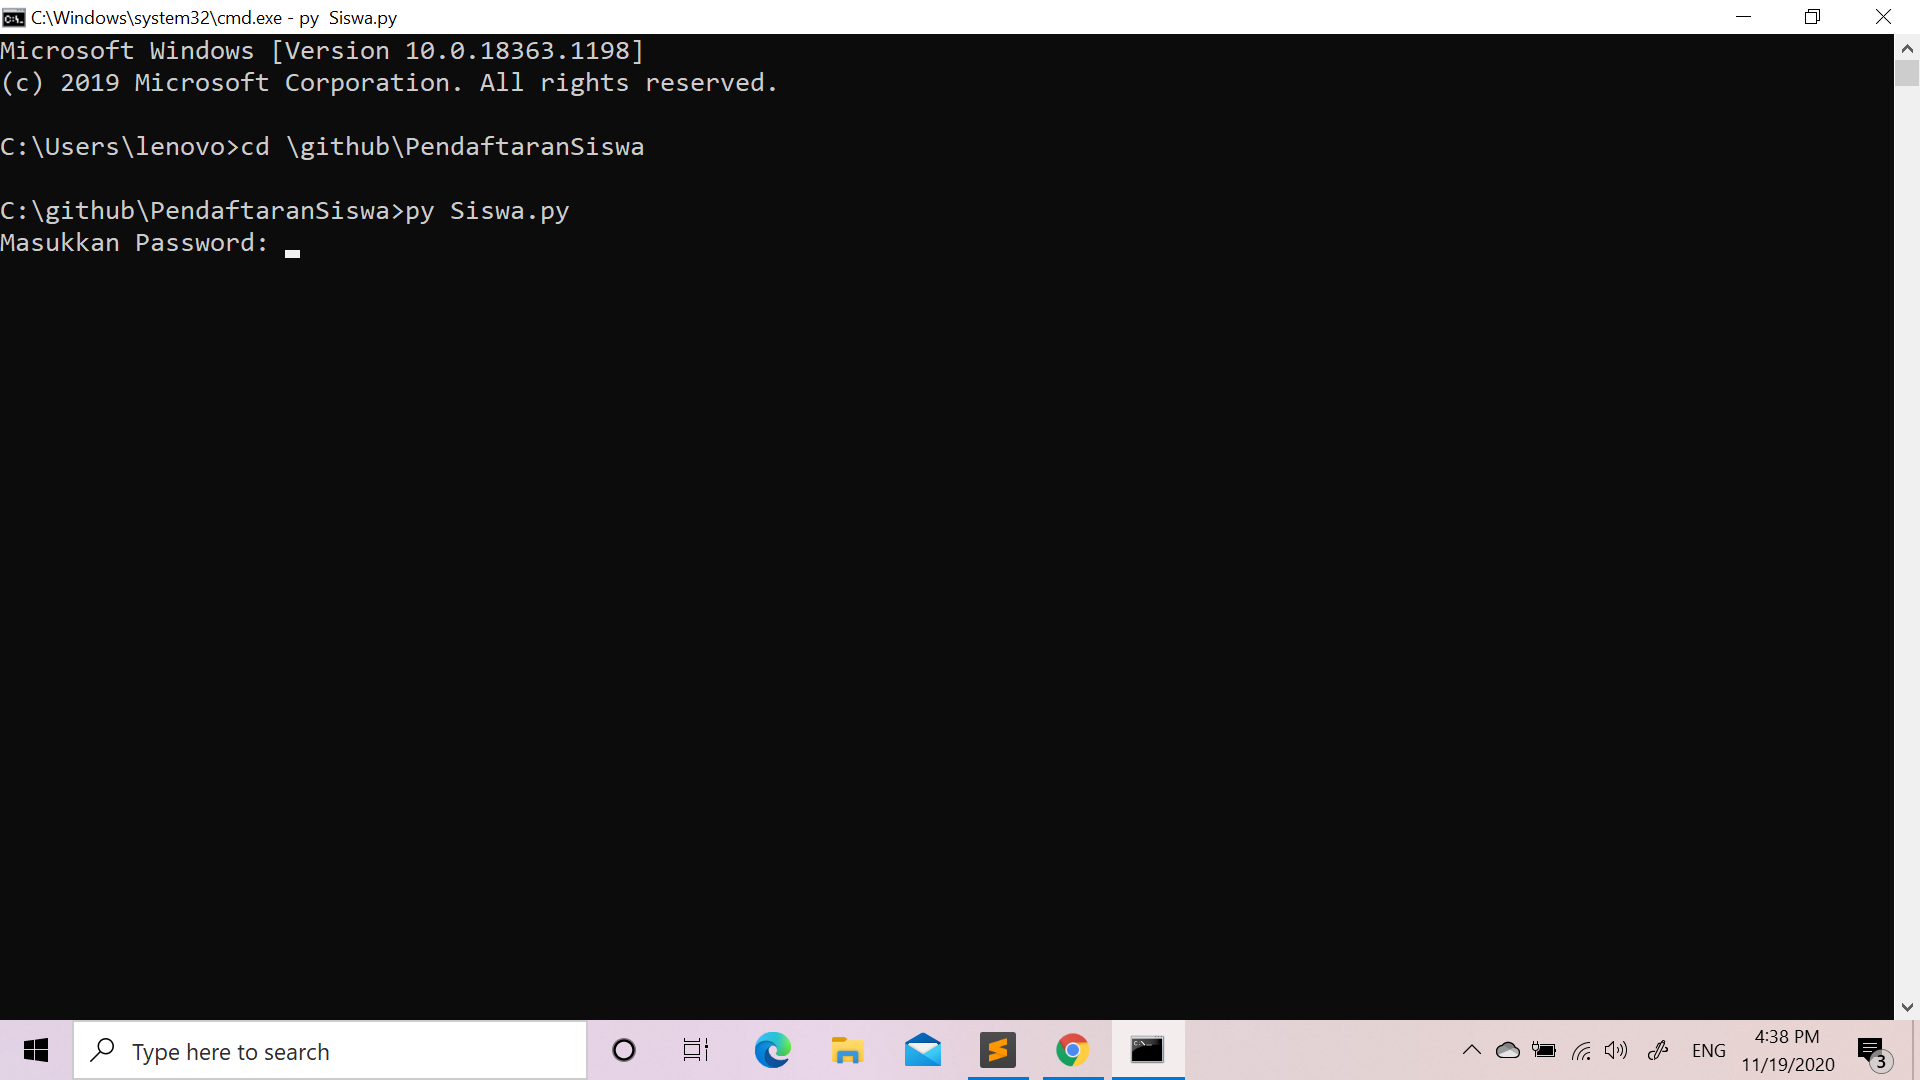 C:\Windows\system32\cmd.exe - py  Siswa.py
Microsoft Windows [Version 10.0.18363.1198]
(c) 2019 Microsoft Corporation. All rights reserved.
C:\Users\lenovo>cd \github\PendaftaranSiswa
C:\github\PendaftaranSiswa>py Siswa.py
Masukkan Password:
Type here to search
ENG
4:38 PM
11/19/2020
3